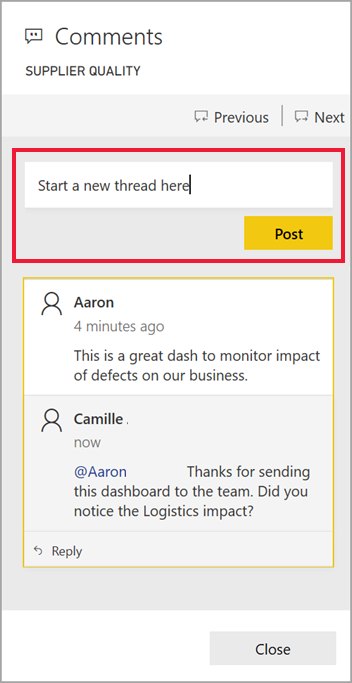 Comments
SUPPLIER QUALITY
Previous Next
Start a new thread here
Post
Aaron
4 minutes ago
This is a great dash to monitor impact
of defects on our business.
Camille .
now
@Aaron Thanks for sending
this dashboard to the team. Did you
notice the Logistics impact?
Reply
Close